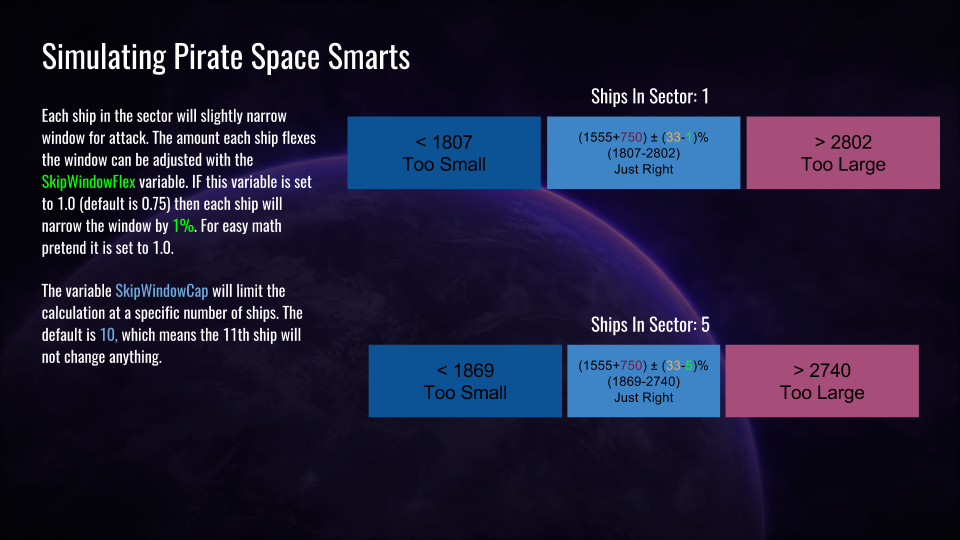 Simulating Pirate Space Smarts
Each ship in the sector will slightly narrow
window for attack. The amount each ship flexes
the window can be adjusted with the
SkipWindowFlex variable. IF this variable is set
to 1.0 (default is 0.75) then each ship will
narrow the window by 1%. For easy math
pretend it is set to 1.0.
The variable SkipWindowCap will limit the
calculation at a specific number of ships. The
default is 10, which means the 11th ship will
not change anything.
Ships In Sector: 1
< 1807
Too Small
(1555+750) ± (33-1)%
(1807-2802)
Just Right
> 2802
Too Large
Ships In Sector: 5
< 1869
Too Small
(1555+750) ± (33-5)%
(1869-2740)
Just Right
> 2740
Too Large